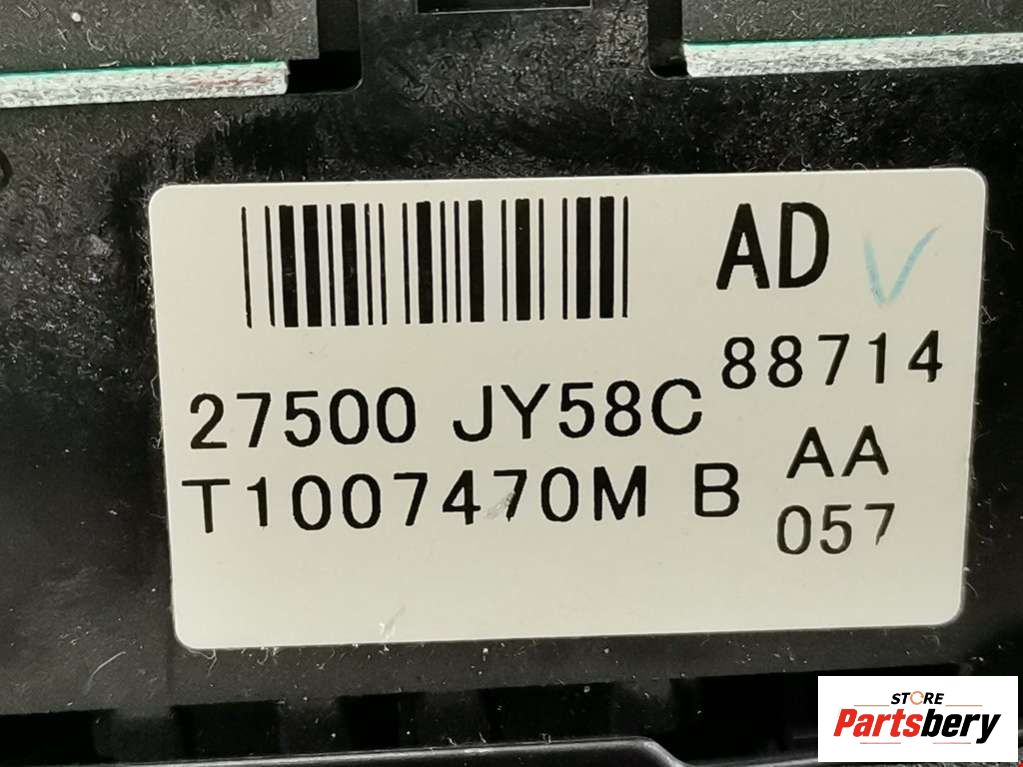 AD
88714
27500 JY58C
AA
T1007470M B
057
STORE
Partsbery